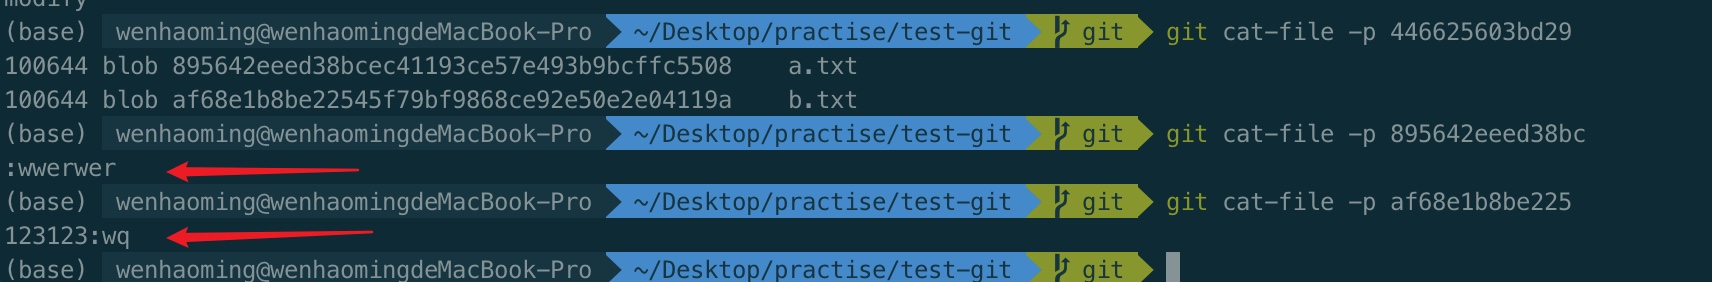 modify
(base) wenhaoming@wenhaomingdeMacBook-Pro ~/Desktop/practise/test-git git git cat-file -p 446625603bd29
100644 blob 895642eeed38bcec41193ce57e493b9bcffc5508 a.txt
100644 blob af68e1b8be22545f79bf9868ce92e50e2e04119a b.txt
(base) wenhaoming@wenhaomingdeMacBook-Pro ~/Desktop/practise/test-git git git cat-file -p 895642eeed38bc
:wwerwer
(base) wenhaoming@wenhaomingdeMacBook-Pro ~/Desktop/practise/test-git git git cat-file -p af68e1b8be225
123123:wq
(base) wenhaoming@wenhaomingdeMacBook-Pro ~/Desktop/practise/test-git git